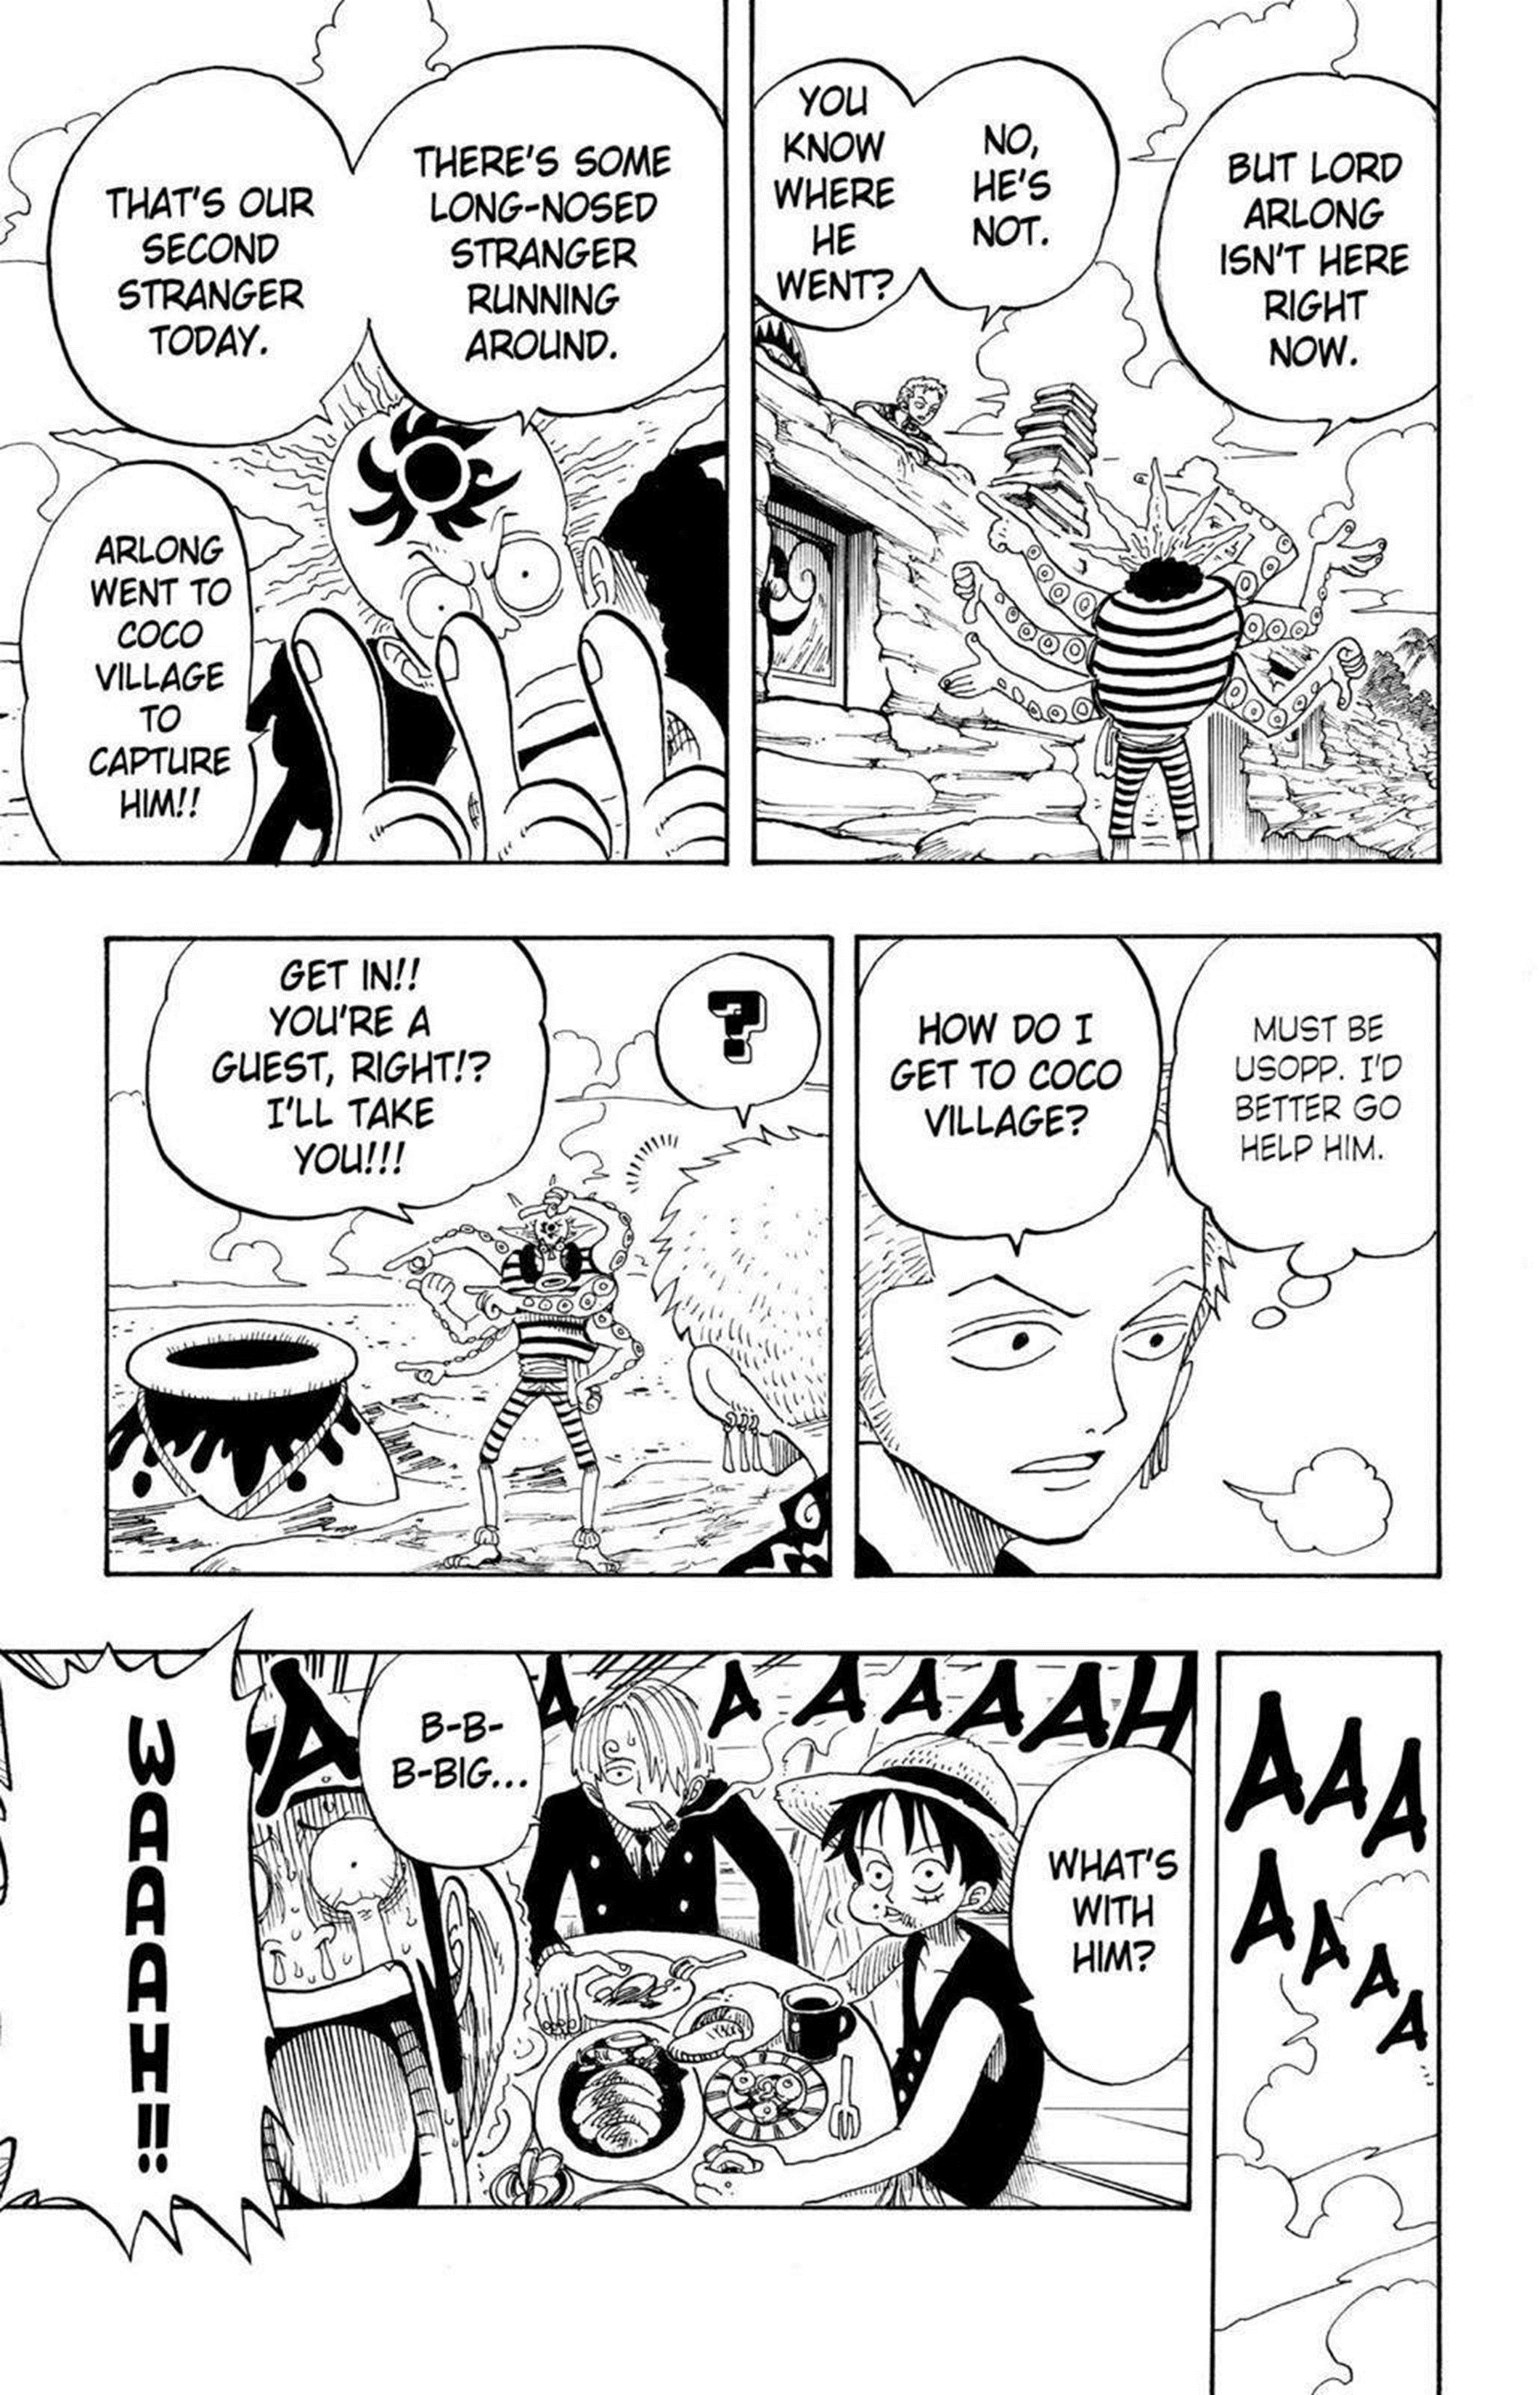 BUT LORD
ARLONG
ISN'T HERE
RIGHT
NOW.
NO,
HE'S
NOT.
YOU
KNOW
WHERE
HE
WENT?
THERE'S SOME
LONG-NOSED
STRANGER
RUNNING
AROUND.
THAT'S OUR
SECOND
STRANGER
TODAY.
ARLONG
WENT TO
COCO
VILLAGE
TO
CAPTURE
HIM!!
MUST BE
USOPP. I'D
BETTER GO
HELP HIM.
HOW DO I
GET TO COCO
VILLAGE?
?
GET IN!!
YOU'RE A
GUEST, RIGHT!?
I'LL TAKE
YOU!!!
AAA
AAAA
WHAT'S
WITH
HIM?
A A A A A A A A H
B-B-
B-BIG...
WAAAH!!